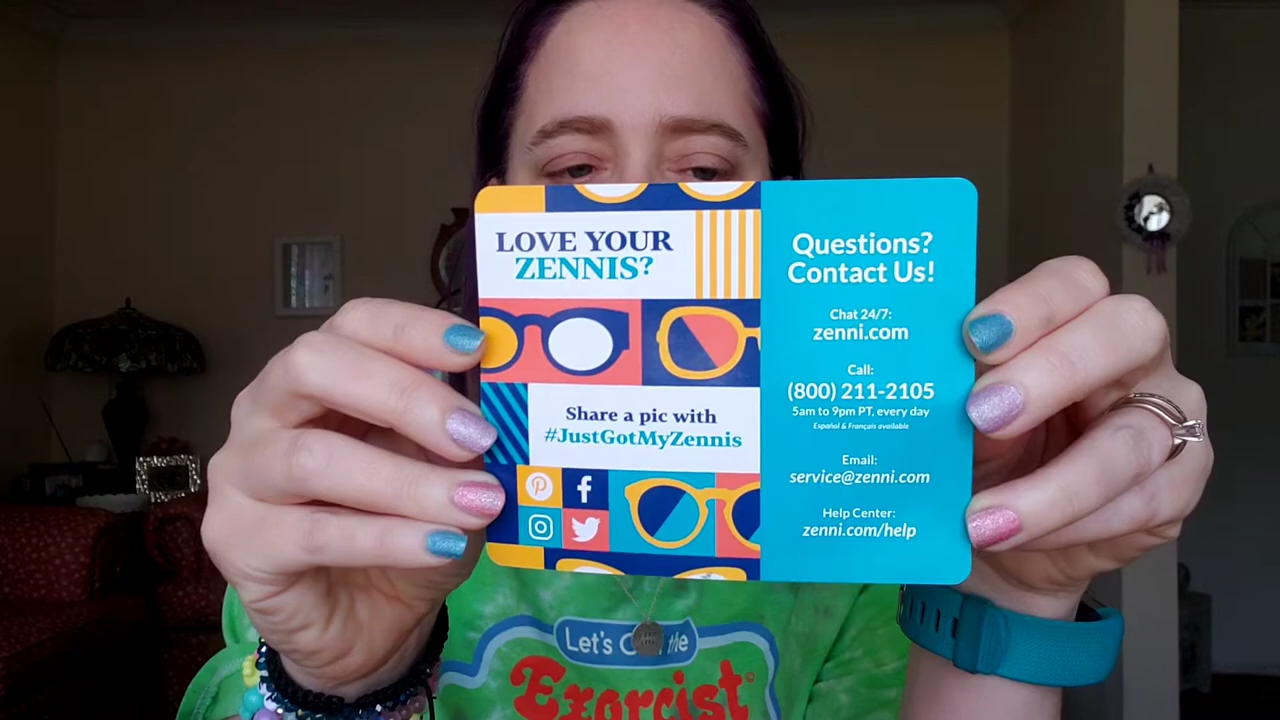 LOVE YOUR
ZENNIS?
Share a pic with
#JustGotMyZennis
Questions?
Contact Us!
Chat 24/7:
zenni.com
Call:
(800) 211-2105
5am to 9pm PT, every day
Español & Français available
Email:
service@zenni.com
Help Center:
zenni.com/help
Let's the
Exorcist